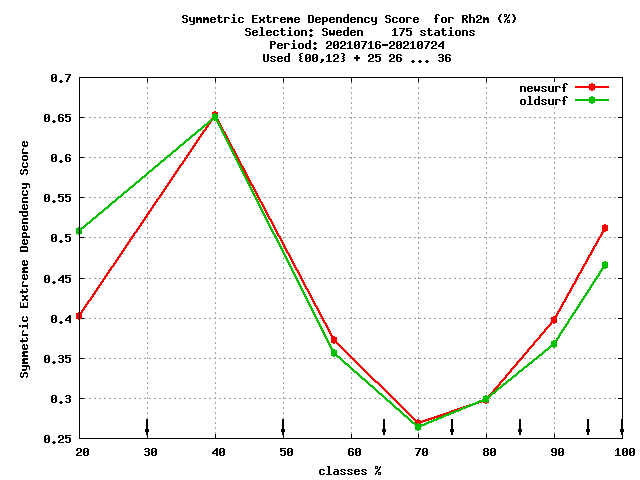 Symmetric Extreme Dependency Score  for Rh2m (%)
Selection: Sweden    175 stations
Period: 20210716-20210724
Used {00,12} + 25 26 ... 36
newsurf
oldsurf
Symmetric Extreme Dependency Score
0.7
0.65
0.6
0.55
0.5
0.45
0.4
0.35
0.3
0.25
20 30 40 50 60 70 80 90 100
classes %